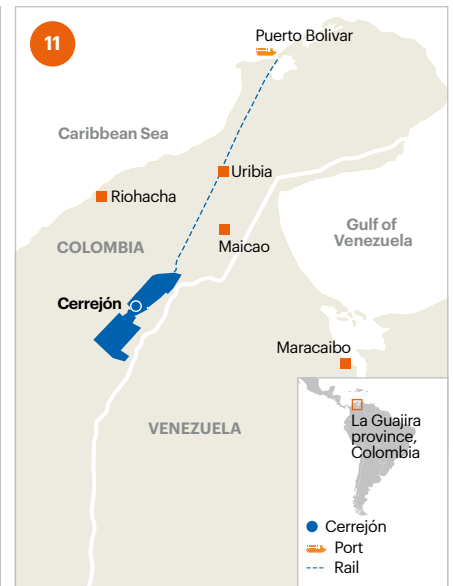 11
Puerto Bolivar
Caribbean Sea
Uribia
Riohacha
Gulf of
Venezuela
COLOMBIA
Maicao
Cerrejón
Maracaibo
VENEZUELA
La Guajira
province,
Colombia
Cerrejón
Port
Rail